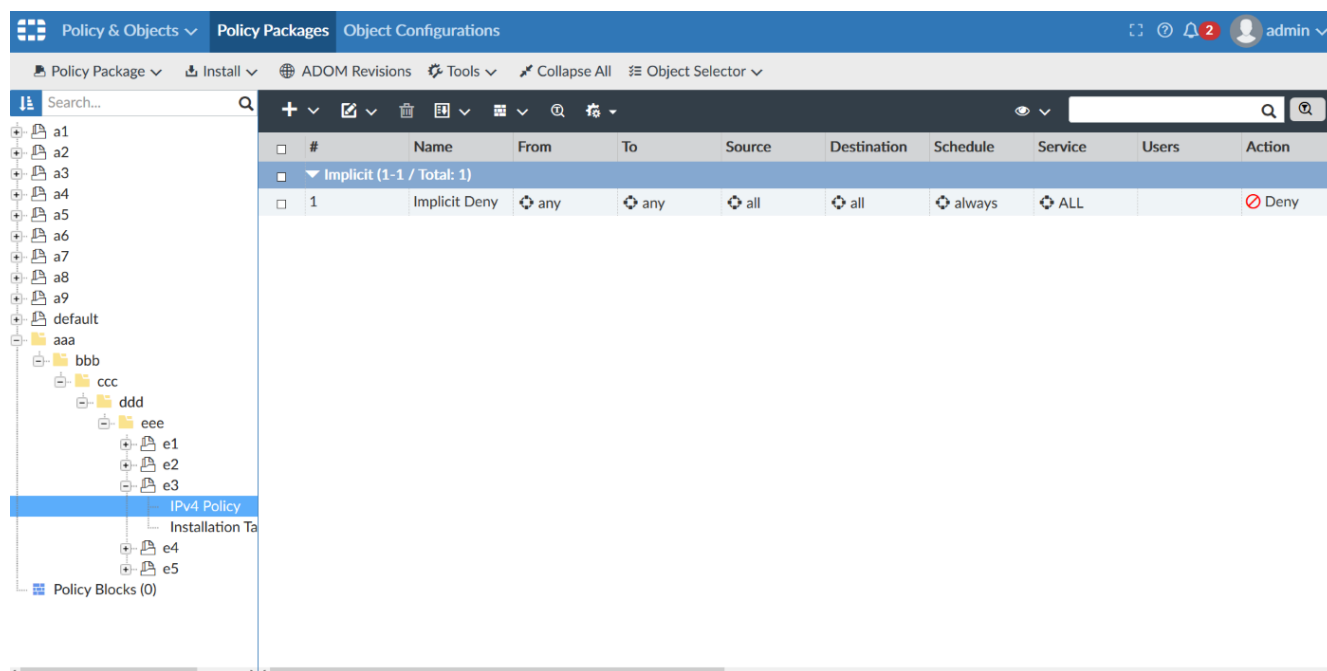 Policy & Objects Policy Packages Object Configurations 2 admin
Policy Package Install ADOM Revisions Tools Collapse All Object Selector
Search...
a1
a2
a3
a4
a5
a6
a7
a8
a9
default
aaa
bbb
ccc
ddd
eee
e1
e2
e3
IPv4 Policy
Installation Ta
e4
e5
Policy Blocks (0)
# Name From To Source Destination Schedule Service Users Action
Implicit (1-1 / Total: 1)
1 Implicit Deny any any all all always ALL Deny